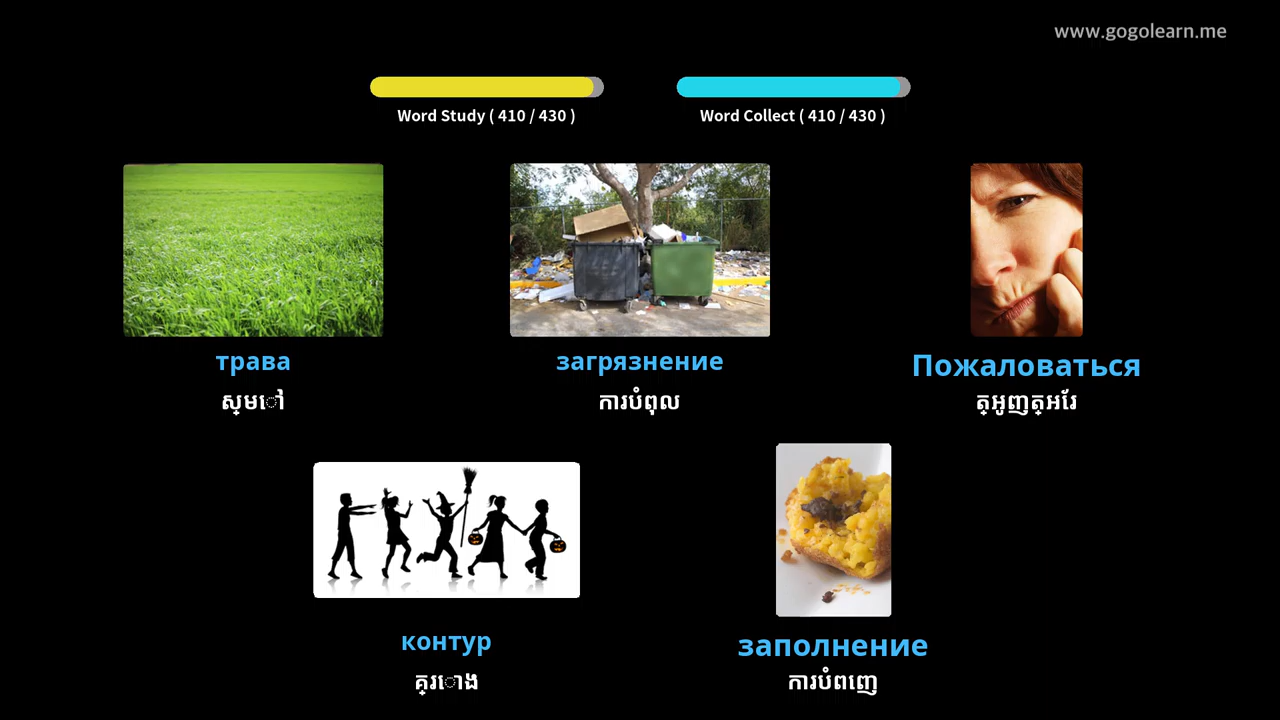 www.gogolearn.me
Word Study ( 410 / 430 )
Word Collect ( 410 / 430 )
трава
ស្មៅ
загрязнение
ការបំពុល
Пожаловаться
ត្អូញត្អរែ
контур
គ្រោង
заполнение
ការបំពញេ